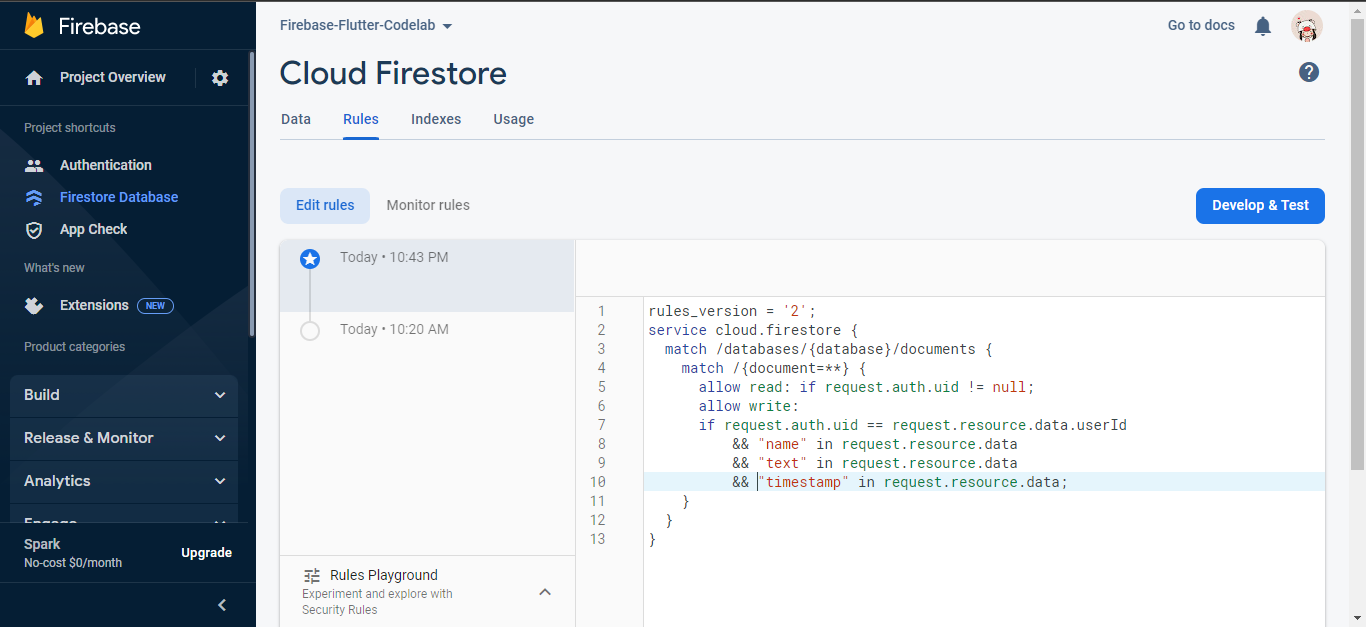 Firebase
Project Overview
Project shortcuts
Authentication
Firestore Database
App Check
What's new
Extensions NEW
Product categories
Build
Release & Monitor
Analytics
Engage
Spark
No-cost $0/month
Upgrade
Firebase-Flutter-Codelab
Go to docs
Cloud Firestore
Data Rules Indexes Usage
Edit rules Monitor rules
Develop & Test
Today • 10:43 PM
Today • 10:20 AM
Rules Playground
Experiment and explore with
Security Rules
1 rules_version = '2';
2 service cloud.firestore {
3 match /databases/{database}/documents {
4 match /{document=**} {
5 allow read: if request.auth.uid != null;
6 allow write:
7 if request.auth.uid == request.resource.data.userId
8 && "name" in request.resource.data
9 && "text" in request.resource.data
10 && "timestamp" in request.resource.data;
11 }
12 }
13 }